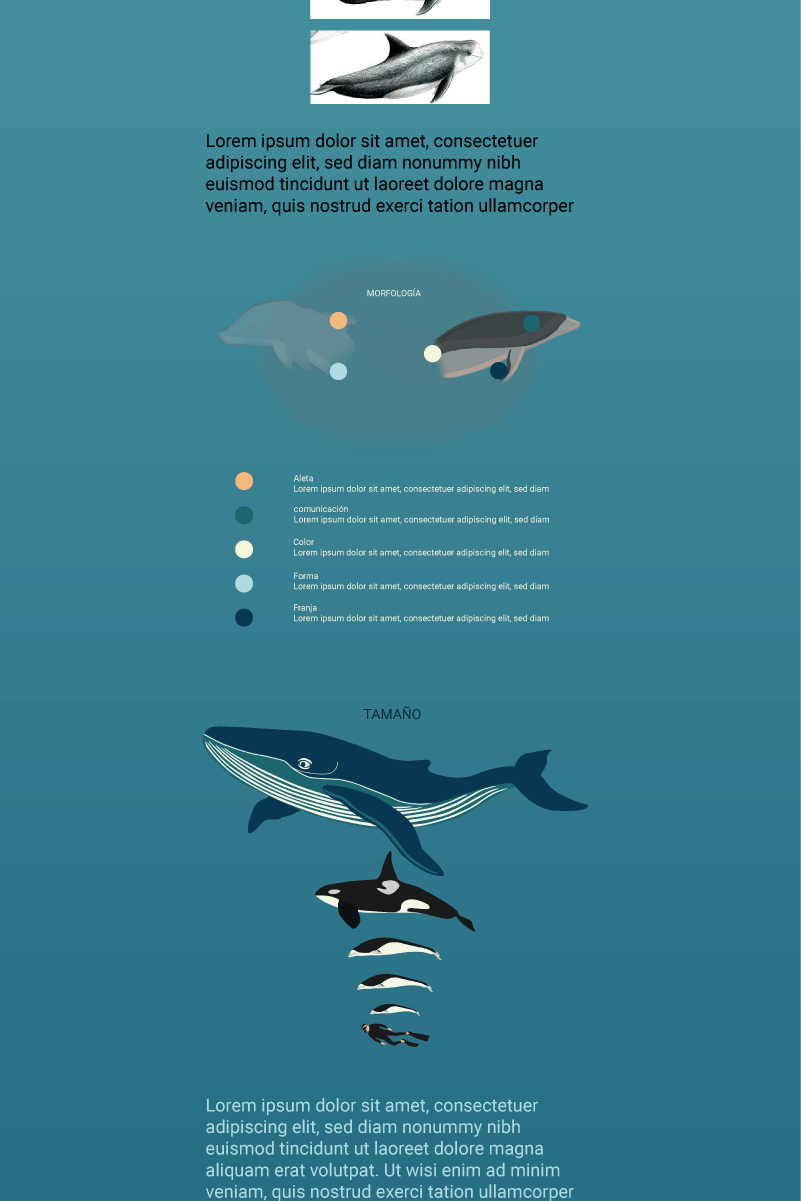 Lorem ipsum dolor sit amet, consectetuer
adipiscing elit, sed diam nonummy nibh
euismod tincidunt ut laoreet dolore magna
veniam, quis nostrud exerci tation ullamcorper
MORFOLOGÍA
Aleta
Lorem ipsum dolor sit amet, consectetuer adipiscing elit, sed diam
comunicación
Lorem ipsum dolor sit amet, consectetuer adipiscing elit, sed diam
Color
Lorem ipsum dolor sit amet, consectetuer adipiscing elit, sed diam
Forma
Lorem ipsum dolor sit amet, consectetuer adipiscing elit, sed diam
Franja
Lorem ipsum dolor sit amet, consectetuer adipiscing elit, sed diam
TAMAÑO
Lorem ipsum dolor sit amet, consectetuer
adipiscing elit, sed diam nonummy nibh
euismod tincidunt ut laoreet dolore magna
aliquam erat volutpat. Ut wisi enim ad minim
veniam, quis nostrud exerci tation ullamcorper